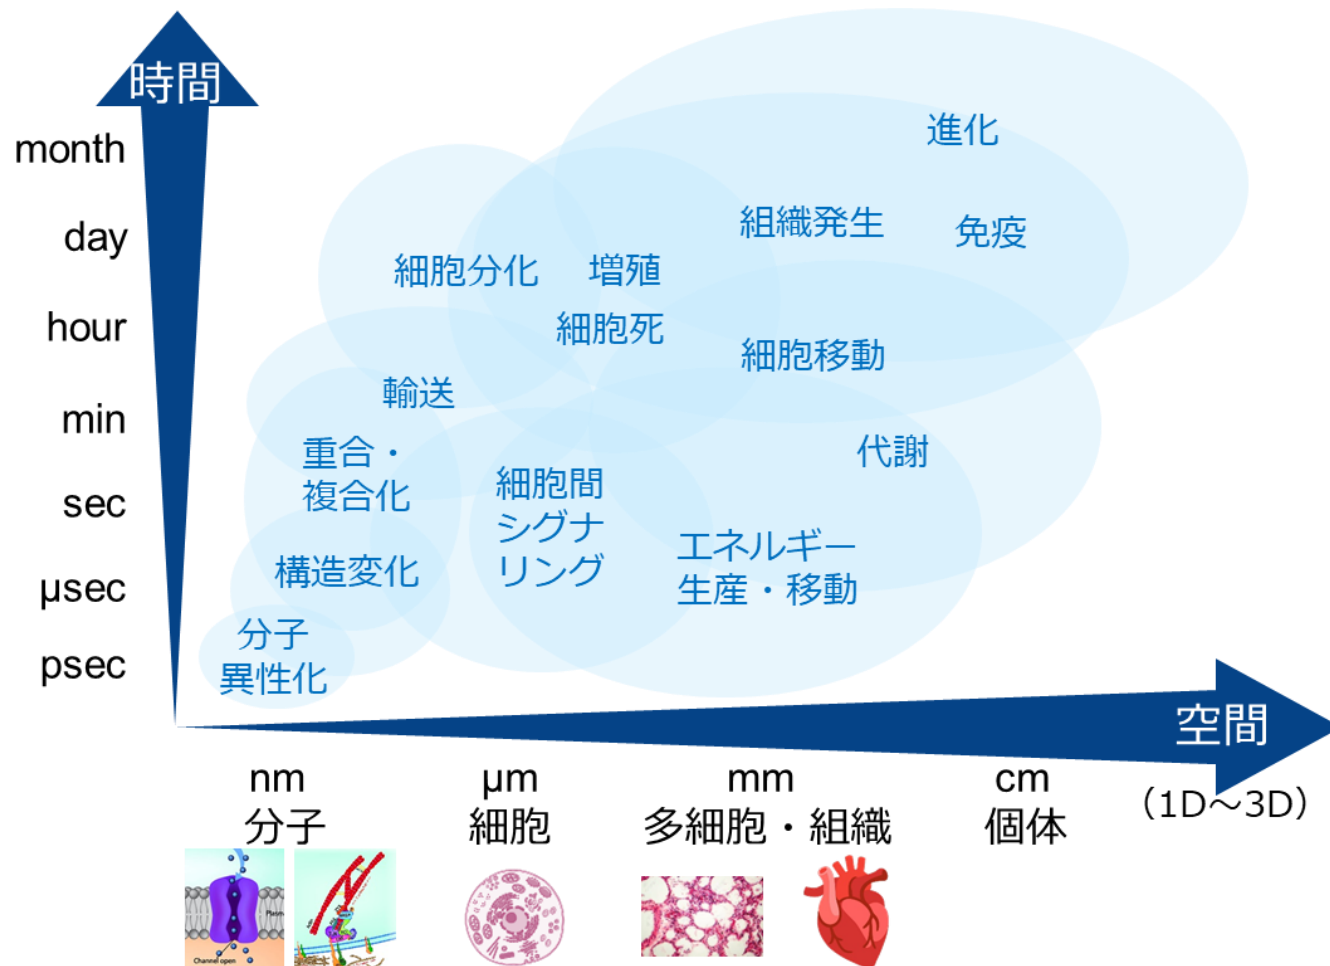 時間
month
day
hour
min
sec
µsec
psec
進化
組織発生
免疫
細胞分化
増殖
細胞死
細胞移動
輸送
代謝
重合・
複合化
細胞間
シグナ
リング
エネルギー
生産・移動
構造変化
分子
異性化
空間
(1D～3D)
nm
µm
mm
cm
分子
細胞
多細胞・組織
個体
Channel open